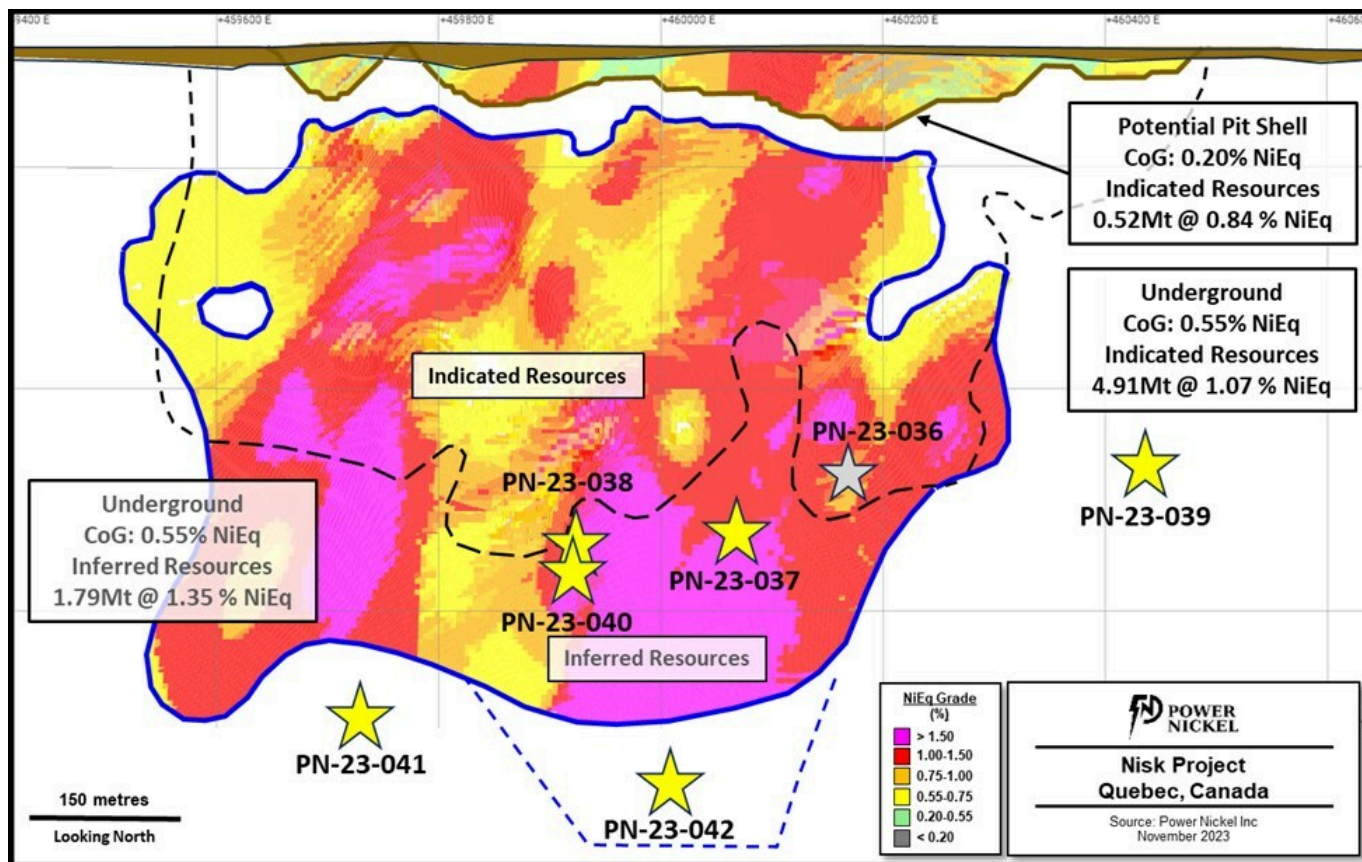 9400 E
+459600 E
+459800 E
+460000 E
+460200 E
+460400 E
+46060
Potential Pit Shell
CoG: 0.20% NiEq
Indicated Resources
0.52Mt @ 0.84 % NiEq
Underground
CoG: 0.55% NiEq
Indicated Resources
4.91Mt @ 1.07 % NiEq
Indicated Resources
PN-23-036
PN-23-038
PN-23-039
Underground
CoG: 0.55% NiEq
Inferred Resources
1.79Mt @ 1.35 % NiEq
PN-23-037
PN-23-040
Inferred Resources
PN-23-041
PN-23-042
150 metres
Looking North
NiEq Grade
(%)
> 1.50
1.00-1.50
0.75-1.00
0.55-0.75
0.20-0.55
< 0.20
POWER
NICKEL
Nisk Project
Quebec, Canada
Source: Power Nickel Inc
November 2023